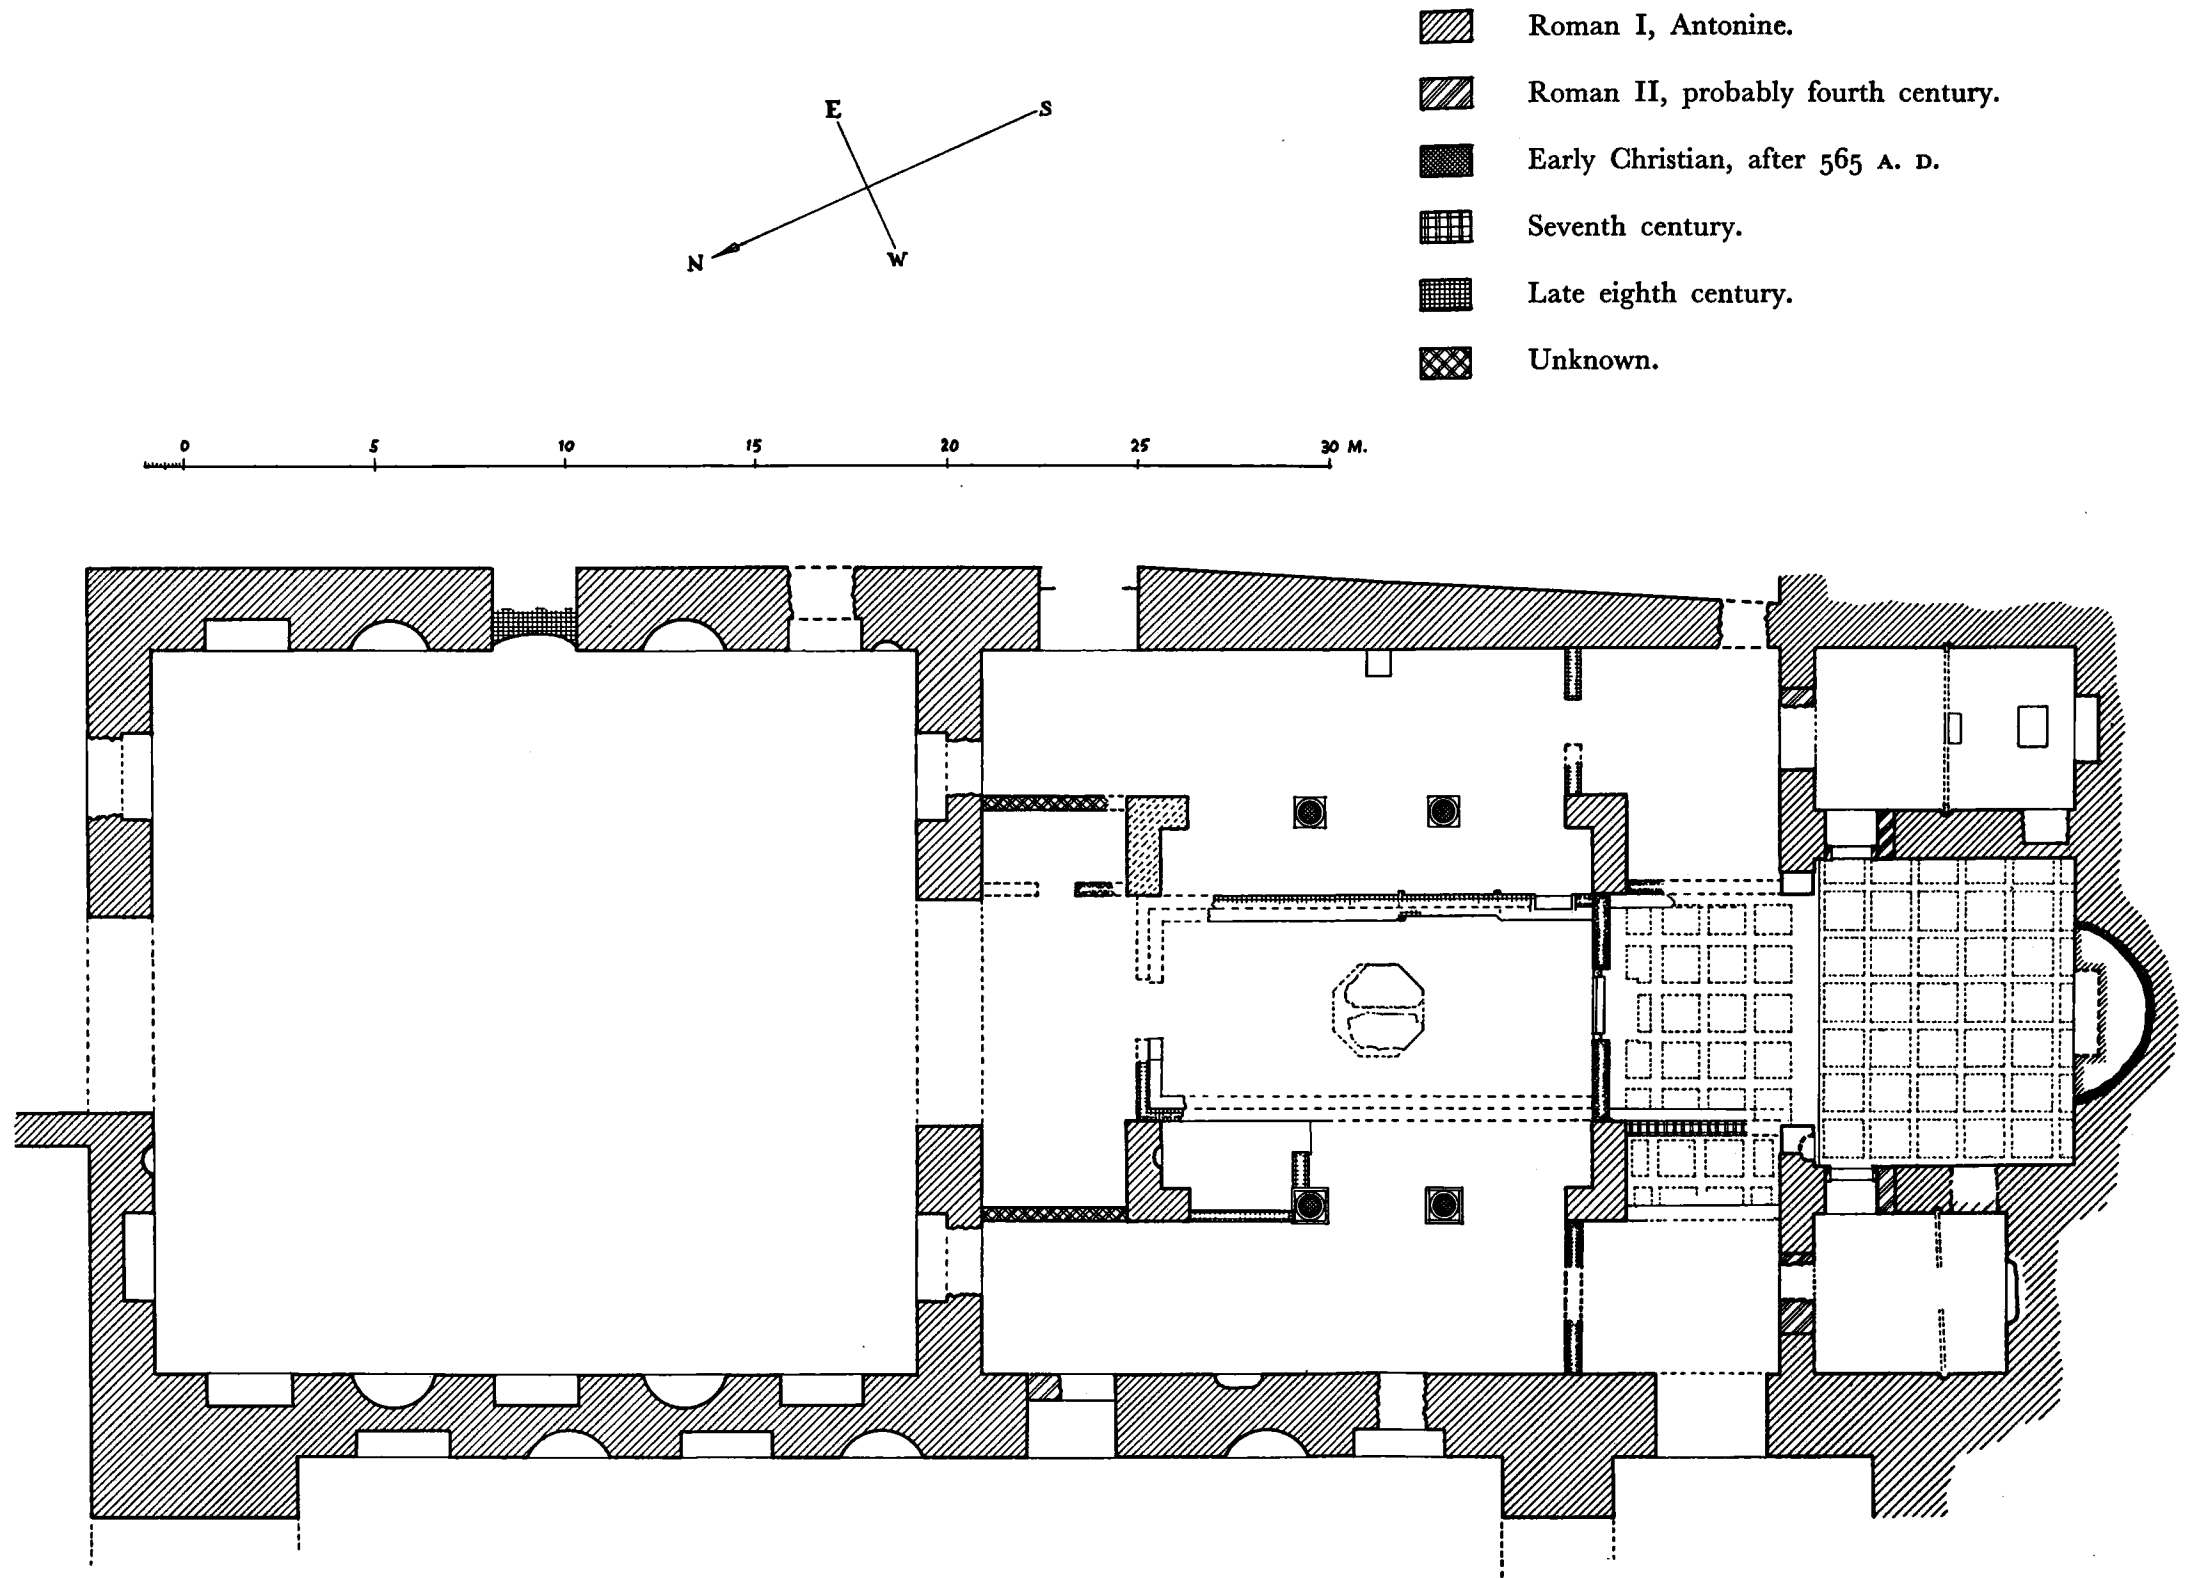 Roman I, Antonine.
Roman II, probably fourth century.
Early Christian, after 565 A. D.
Seventh century.
Late eighth century.
Unknown.
E
S
N
W
0 5 10 15 20 25 30 M.